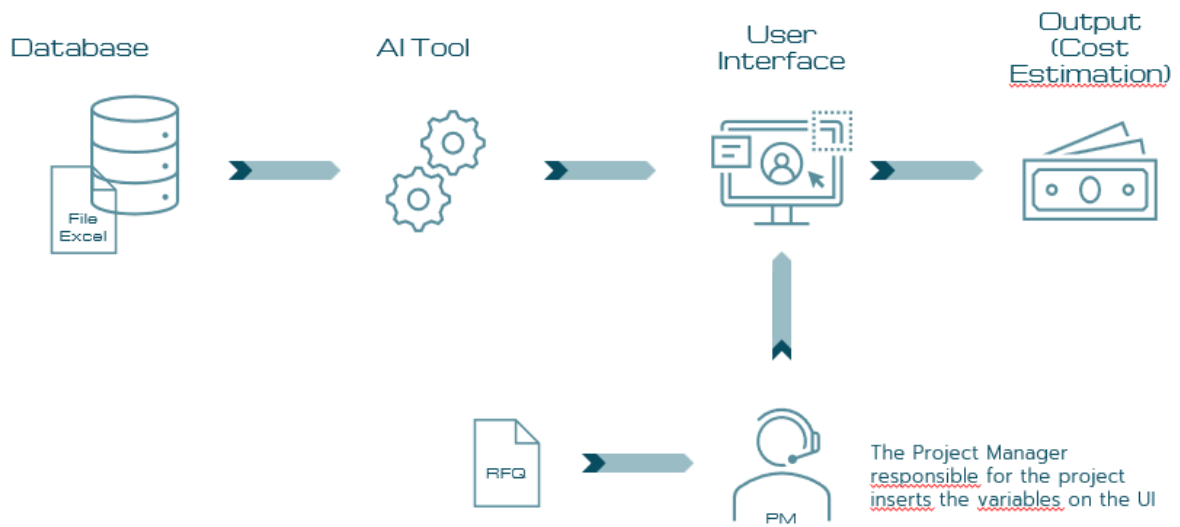 Database
AI Tool
User
Interface
Output
(Cost
Estimation)
File
Excel
RFQ
PM
The Project Manager
responsible for the project
inserts the variables on the UI